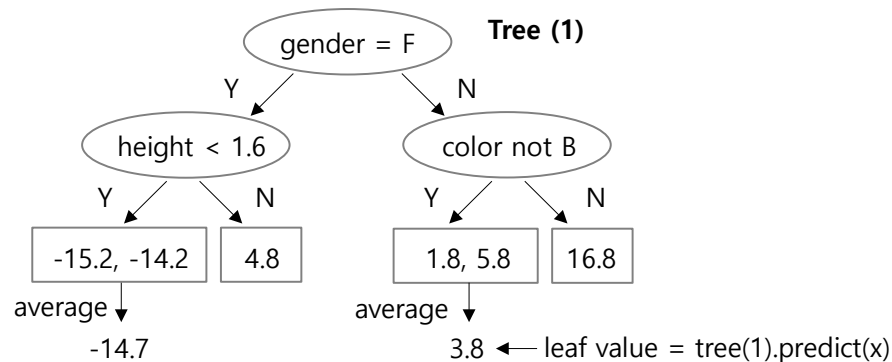 gender = F
Tree (1)
Y
N
height < 1.6
color not B
Y
N
Y
N
-15.2, -14.2
4.8
1.8, 5.8
16.8
average
average
-14.7
3.8
leaf value = tree(1).predict(x)